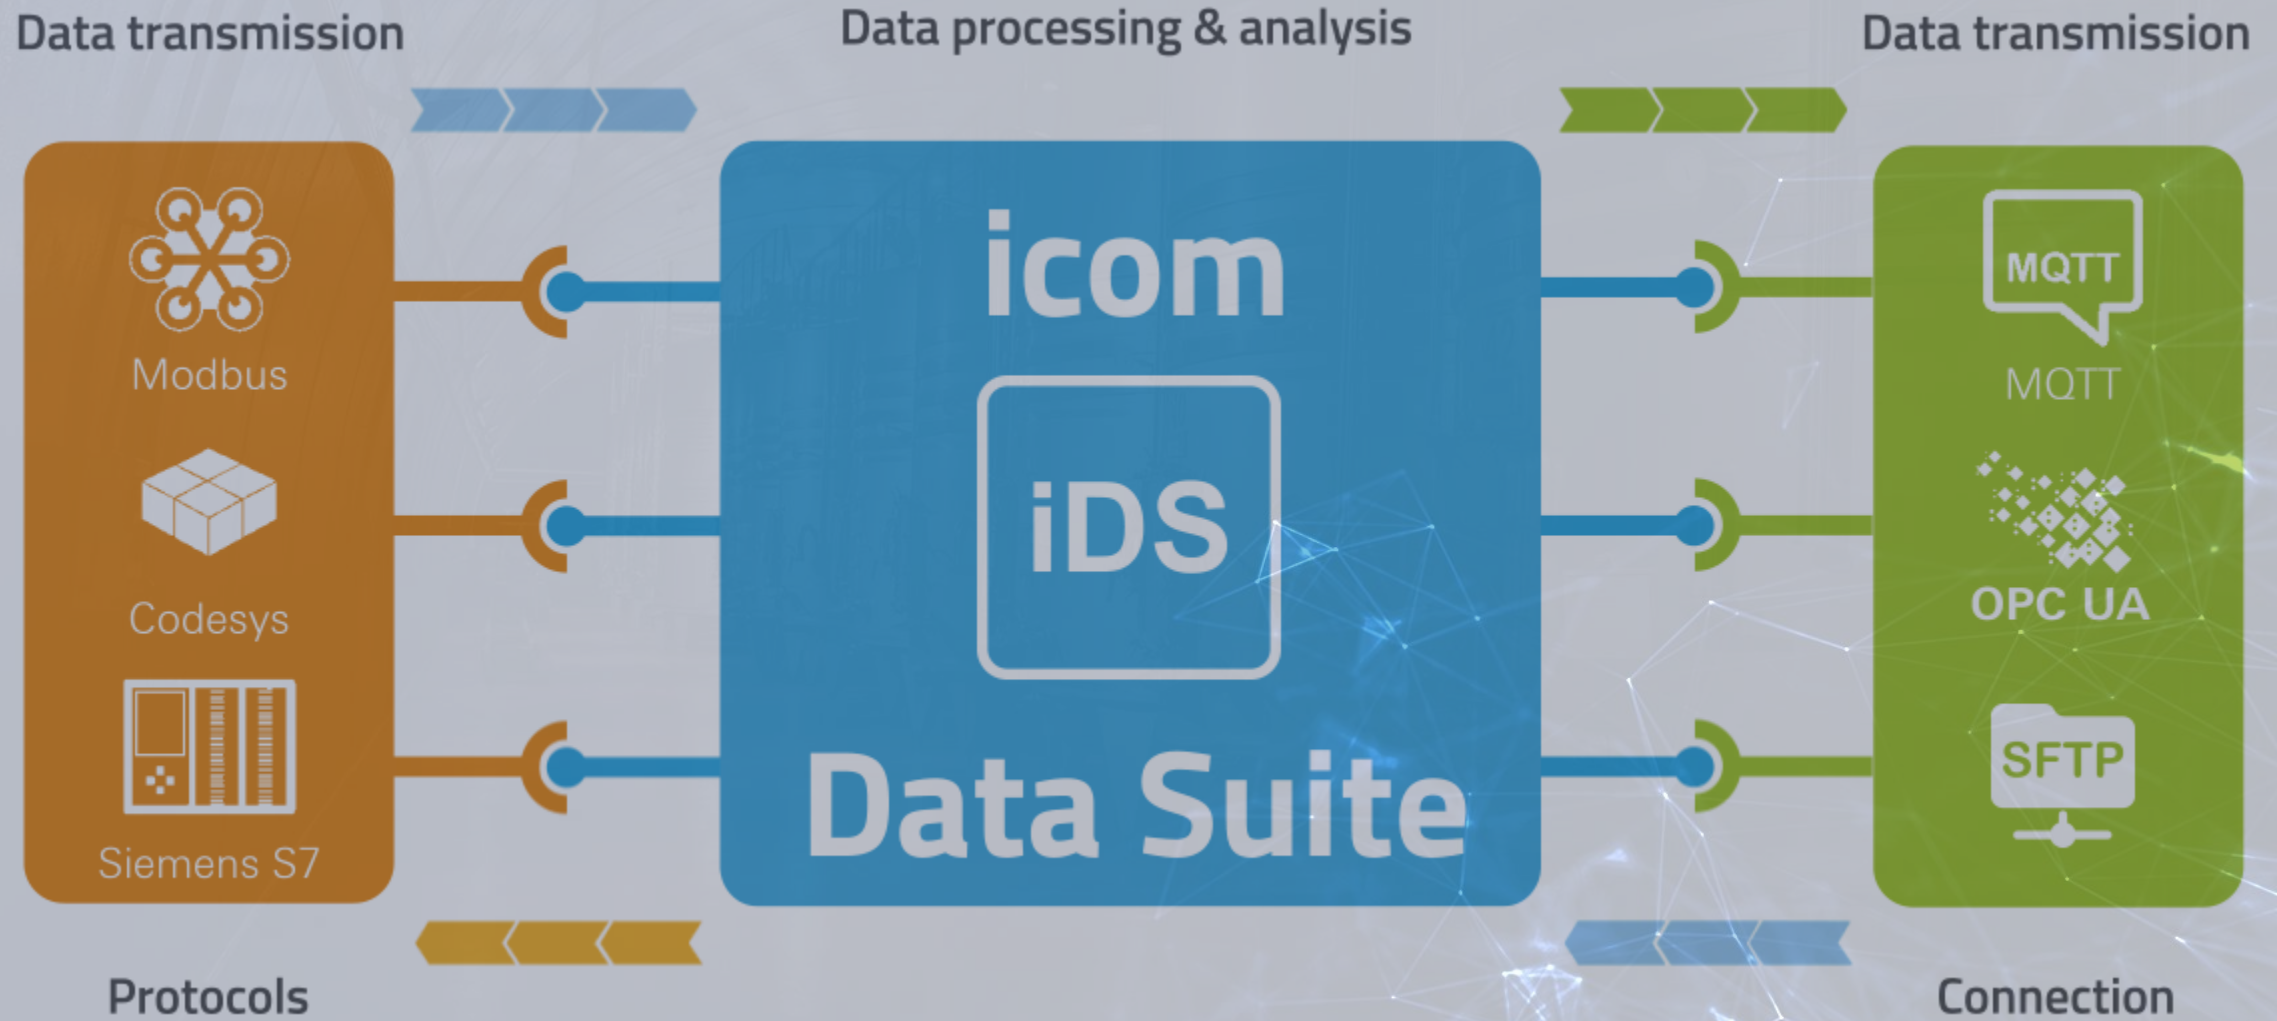 Data transmission
Data processing & analysis
Data transmission
Modbus
Codesys
Siemens S7
Protocols
icom
iDS
Data Suite
MQTT
MQTT
OPC UA
SFTP
Connection